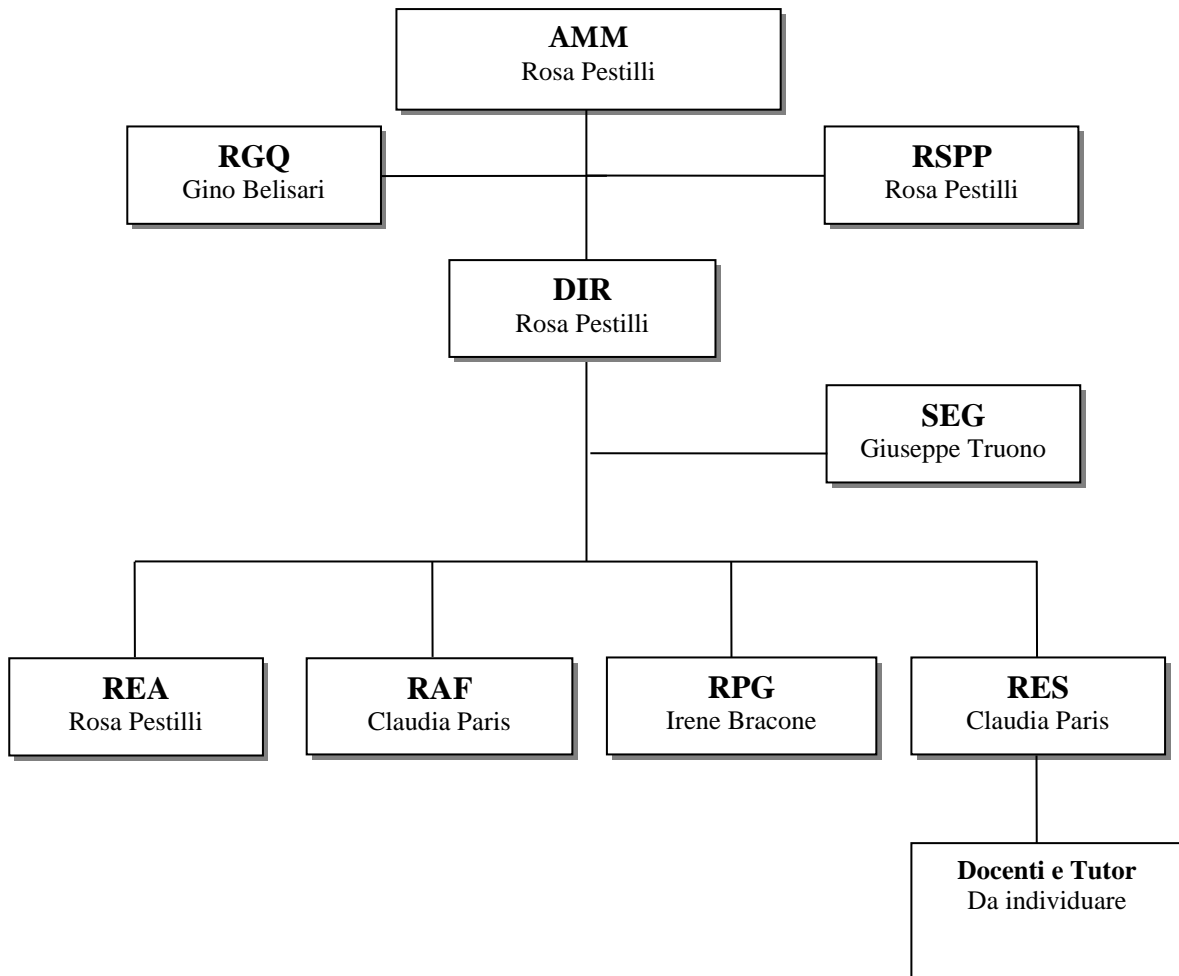 AMM
Rosa Pestilli
RGQ
Gino Belisari
RSPP
Rosa Pestilli
DIR
Rosa Pestilli
SEG
Giuseppe Truono
REA
Rosa Pestilli
RAF
Claudia Paris
RPG
Irene Bracone
RES
Claudia Paris
Docenti e Tutor
Da individuare